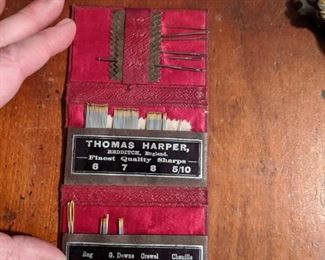 THOMAS HARPER,
REDDITCH, England.
Finest Quality Sharps
6 7 8 5/10
Rug G. Downs Crewel Chenille